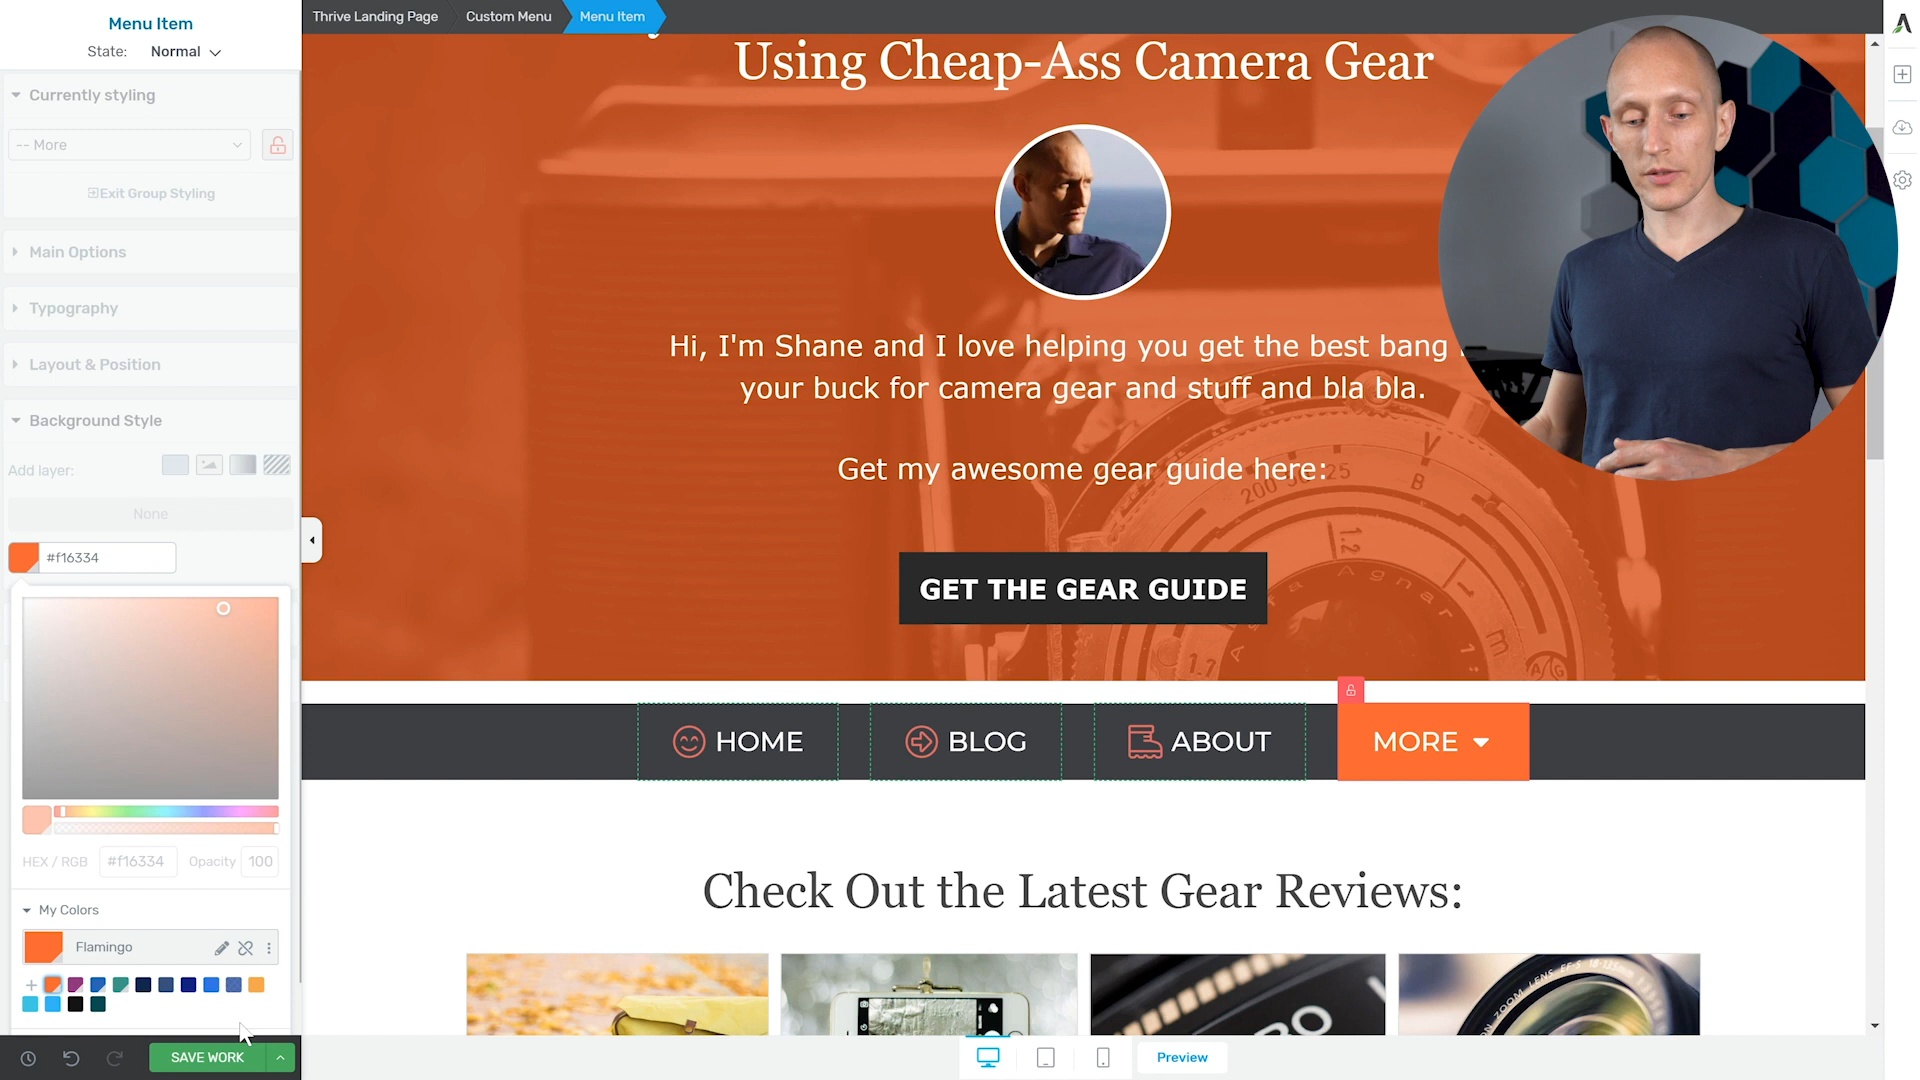 Menu Item
State: Normal
Currently styling
-- More
Exit Group Styling
Main Options
Typography
Layout & Position
Background Style
Add layer:
None
#f16334
HEX / RGB #f16334 Opacity 100
My Colors
Flamingo
SAVE WORK
Thrive Landing Page Custom Menu Menu Item
Using Cheap-Ass Camera Gear
Hi, I'm Shane and I love helping you get the best bang
your buck for camera gear and stuff and bla bla.
Get my awesome gear guide here:
GET THE GEAR GUIDE
HOME BLOG ABOUT MORE
Check Out the Latest Gear Reviews:
Preview